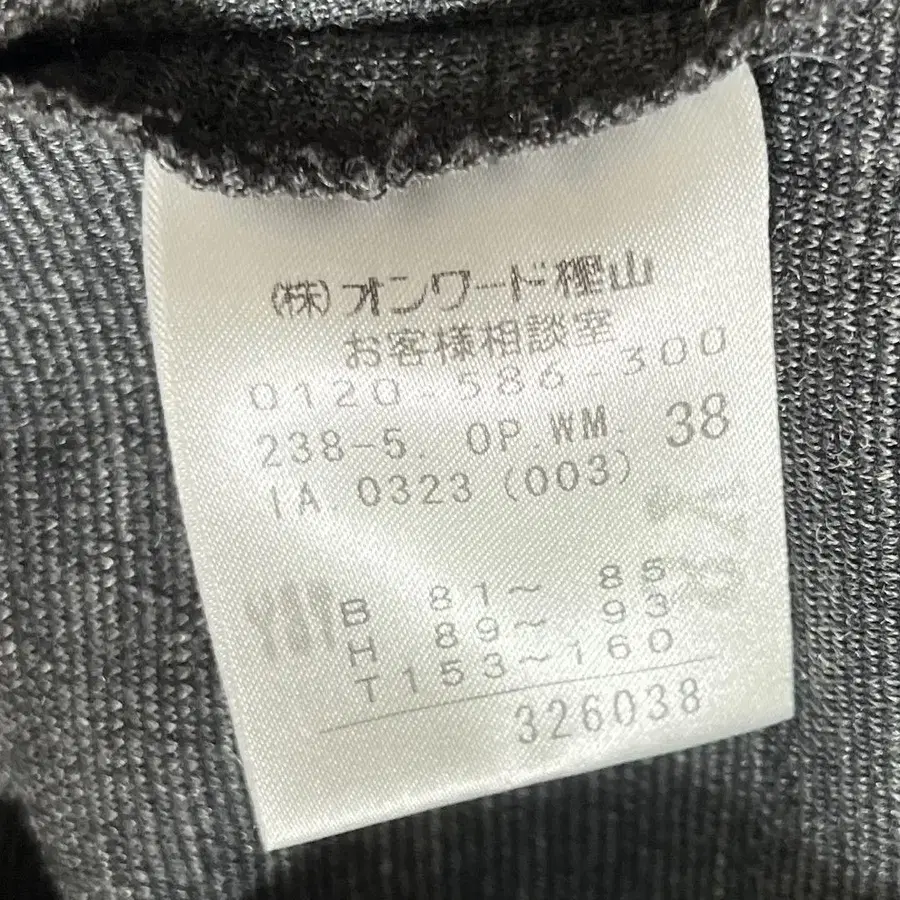 (株)オンワード樫山
お客様相談室
0120-586-300
238-5. OP.WM. 38
IA.0323 (003)
B 81~ 85
H 89~ 93
T153~160
326038